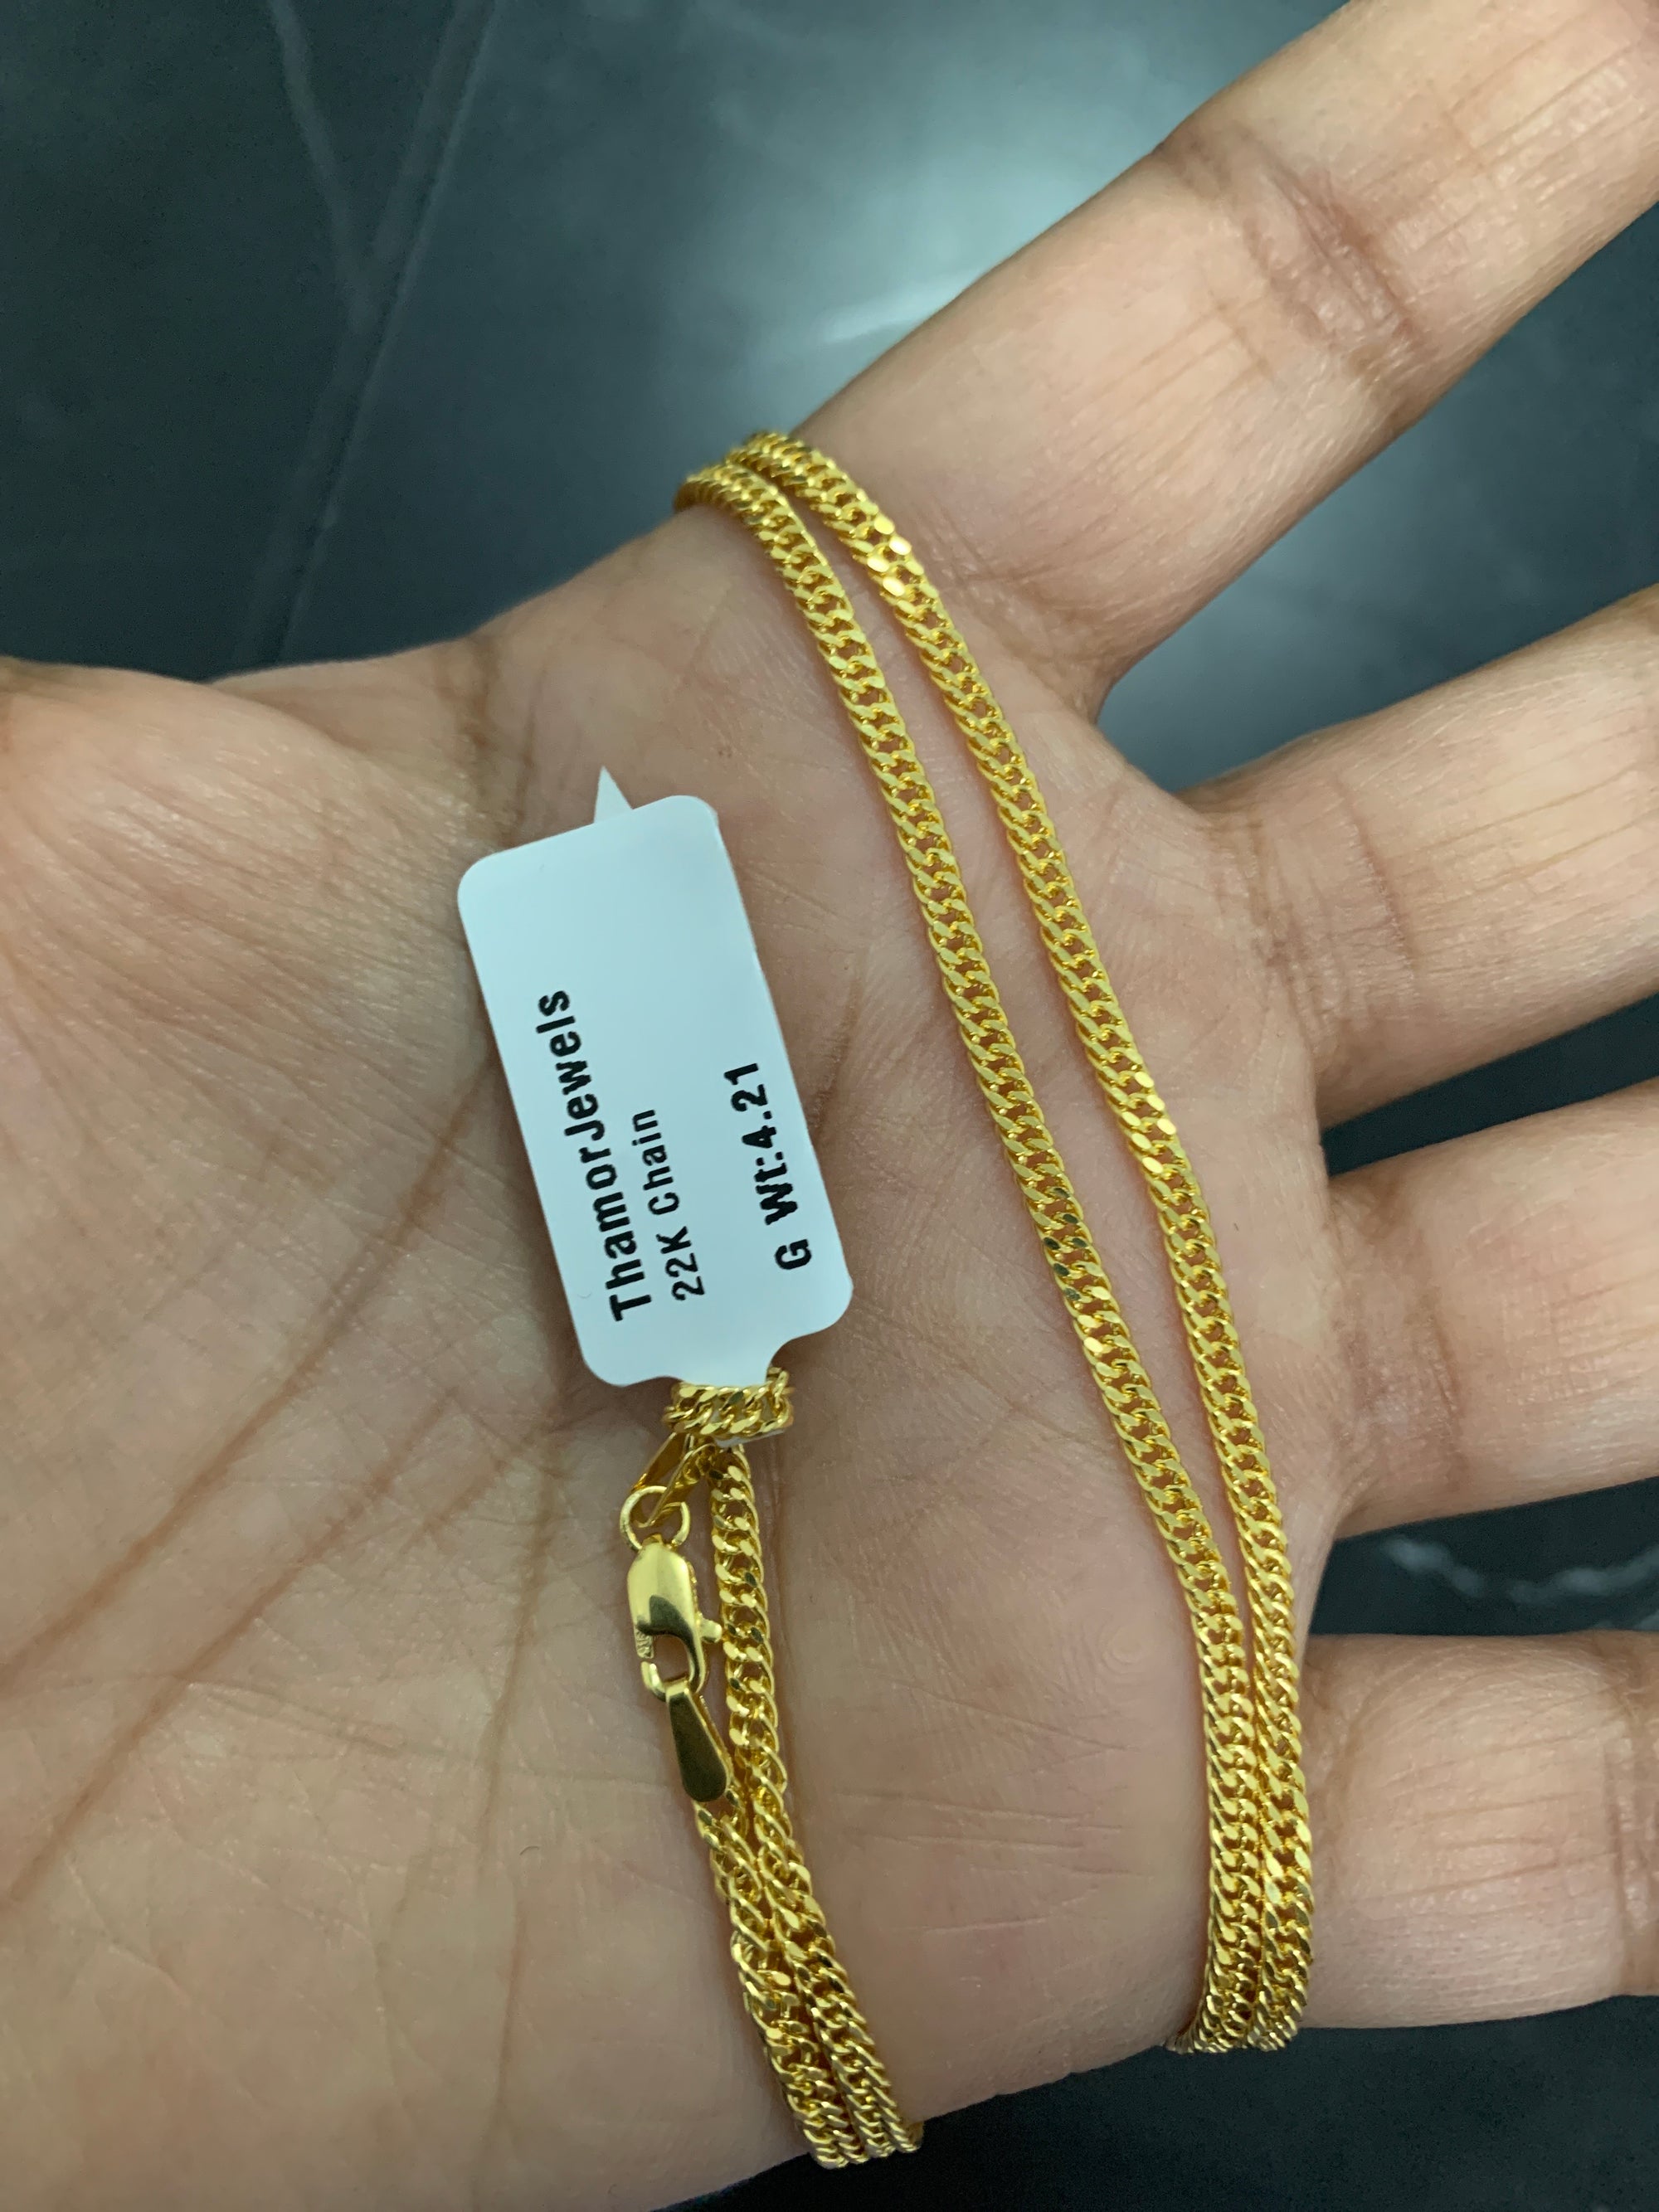 ThamorJewels
22K Chain
G Wt:4.21